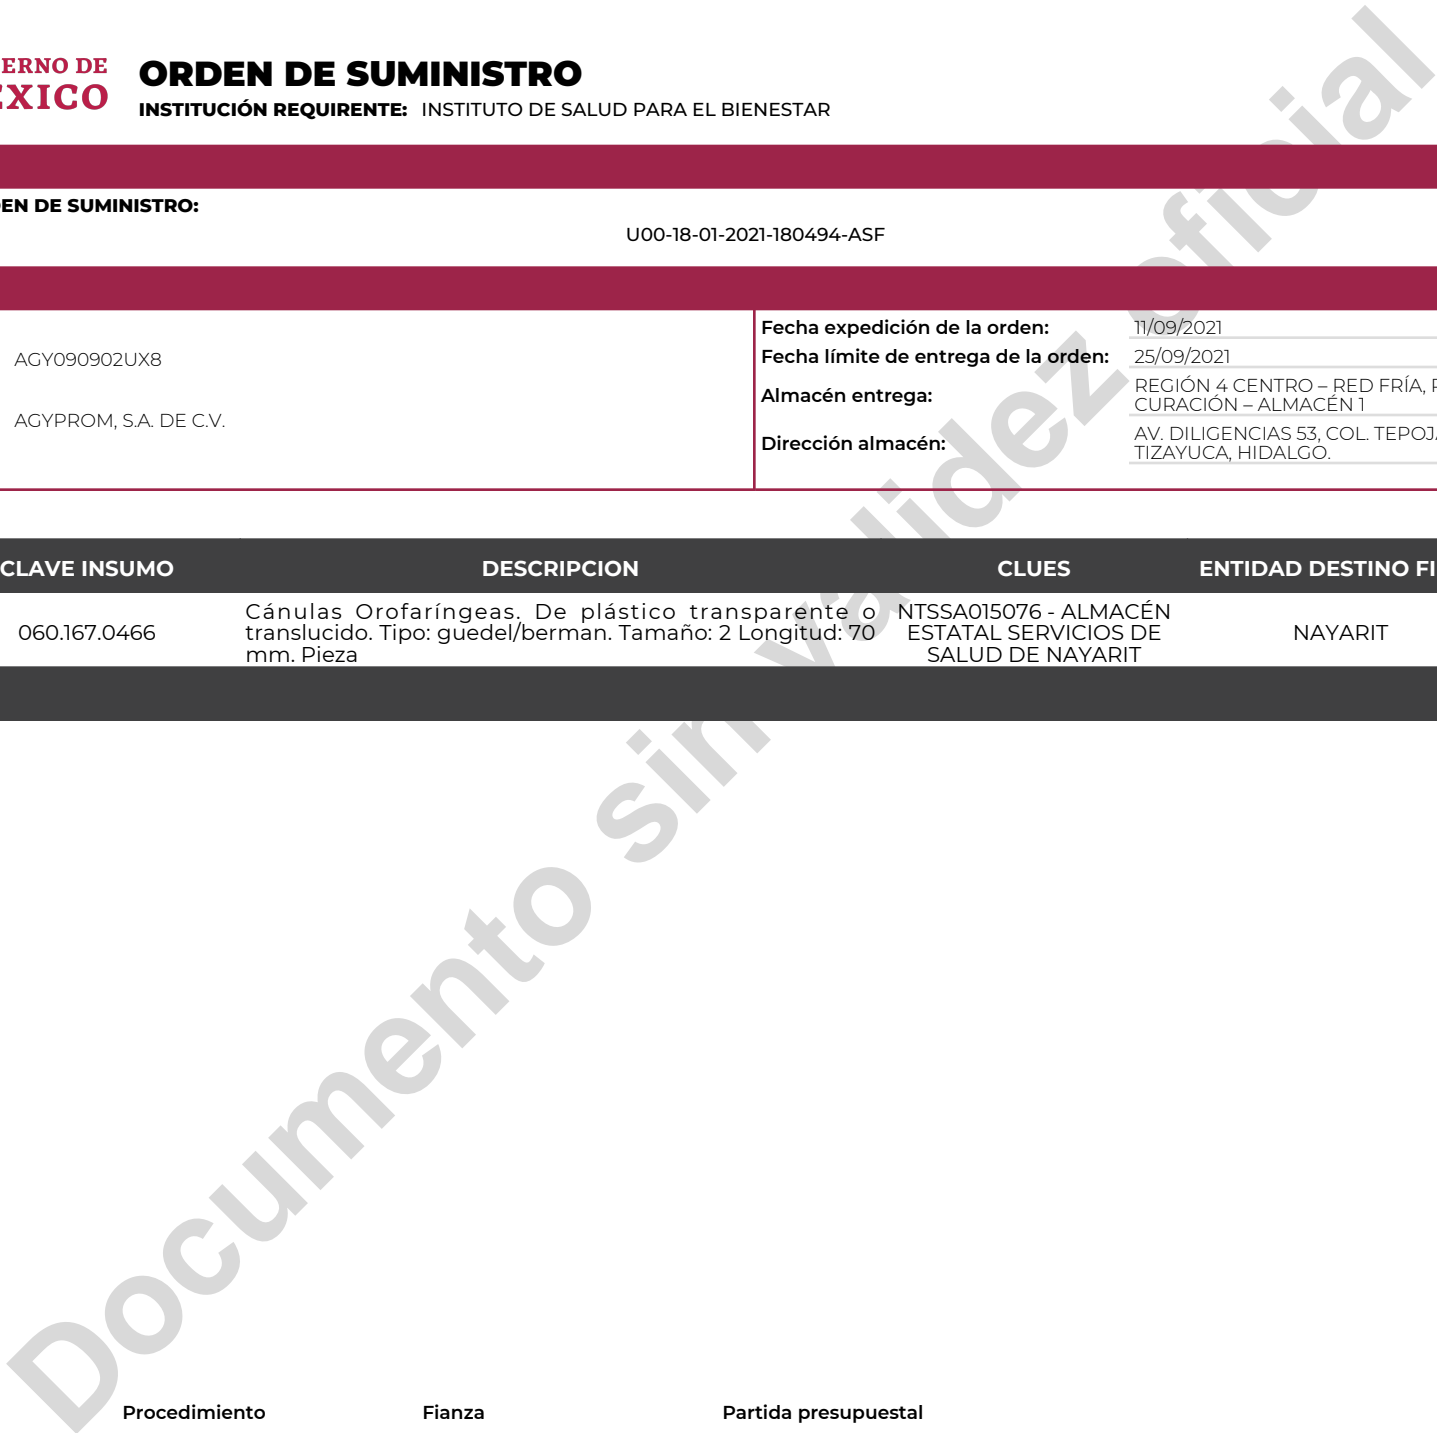 ERNO DE
ÉXICO
ORDEN DE SUMINISTRO
INSTITUCIÓN REQUIRENTE: INSTITUTO DE SALUD PARA EL BIENESTAR
EN DE SUMINISTRO:
U00-18-01-2021-180494-ASF
AGY090902UX8
AGYPROM, S.A. DE C.V.
Fecha expedición de la orden: 11/09/2021
Fecha límite de entrega de la orden: 25/09/2021
Almacén entrega: REGIÓN 4 CENTRO – RED FRÍA,
CURACIÓN – ALMACÉN 1
Dirección almacén: AV. DILIGENCIAS 53, COL. TEPOJ
TIZAYUCA, HIDALGO.
CLAVE INSUMO DESCRIPCION CLUES ENTIDAD DESTINO FI
060.167.0466
Cánulas Orofaríngeas. De plástico transparente o
translucido. Tipo: guedel/berman. Tamaño: 2 Longitud: 70
mm. Pieza
NTSSA015076 - ALMACÉN
ESTATAL SERVICIOS DE
SALUD DE NAYARIT
NAYARIT
Documento sin validez oficial
Procedimiento Fianza Partida presupuestal